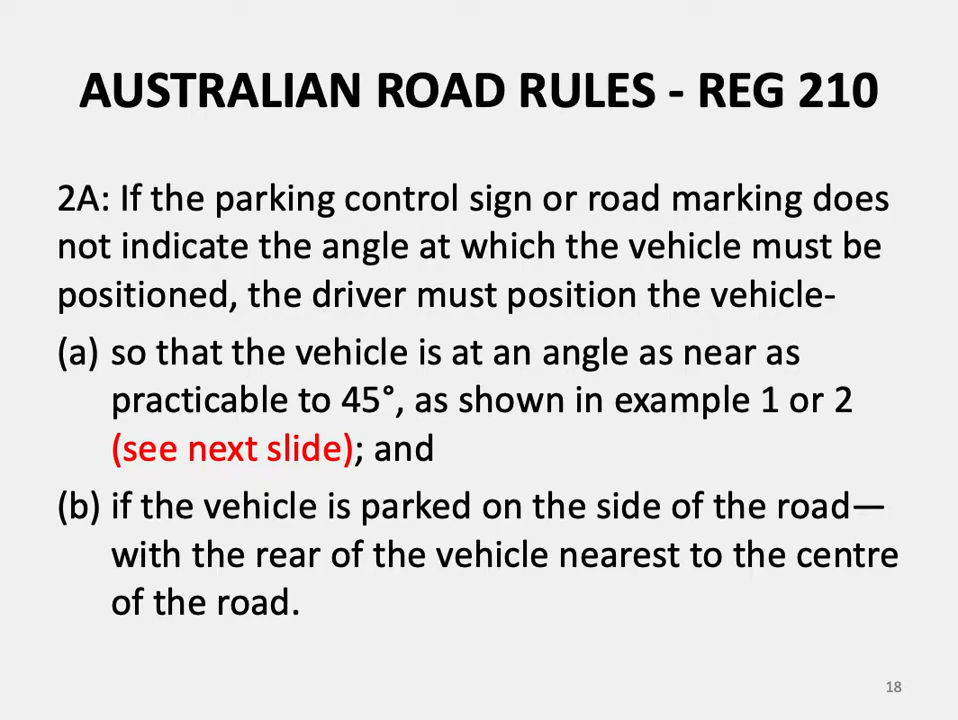 AUSTRALIAN ROAD RULES - REG 210
2A: If the parking control sign or road marking does
not indicate the angle at which the vehicle must be
positioned, the driver must position the vehicle-
(a) so that the vehicle is at an angle as near as
practicable to 45°, as shown in example 1 or 2
(see next slide); and
(b) if the vehicle is parked on the side of the road—
with the rear of the vehicle nearest to the centre
of the road.
18